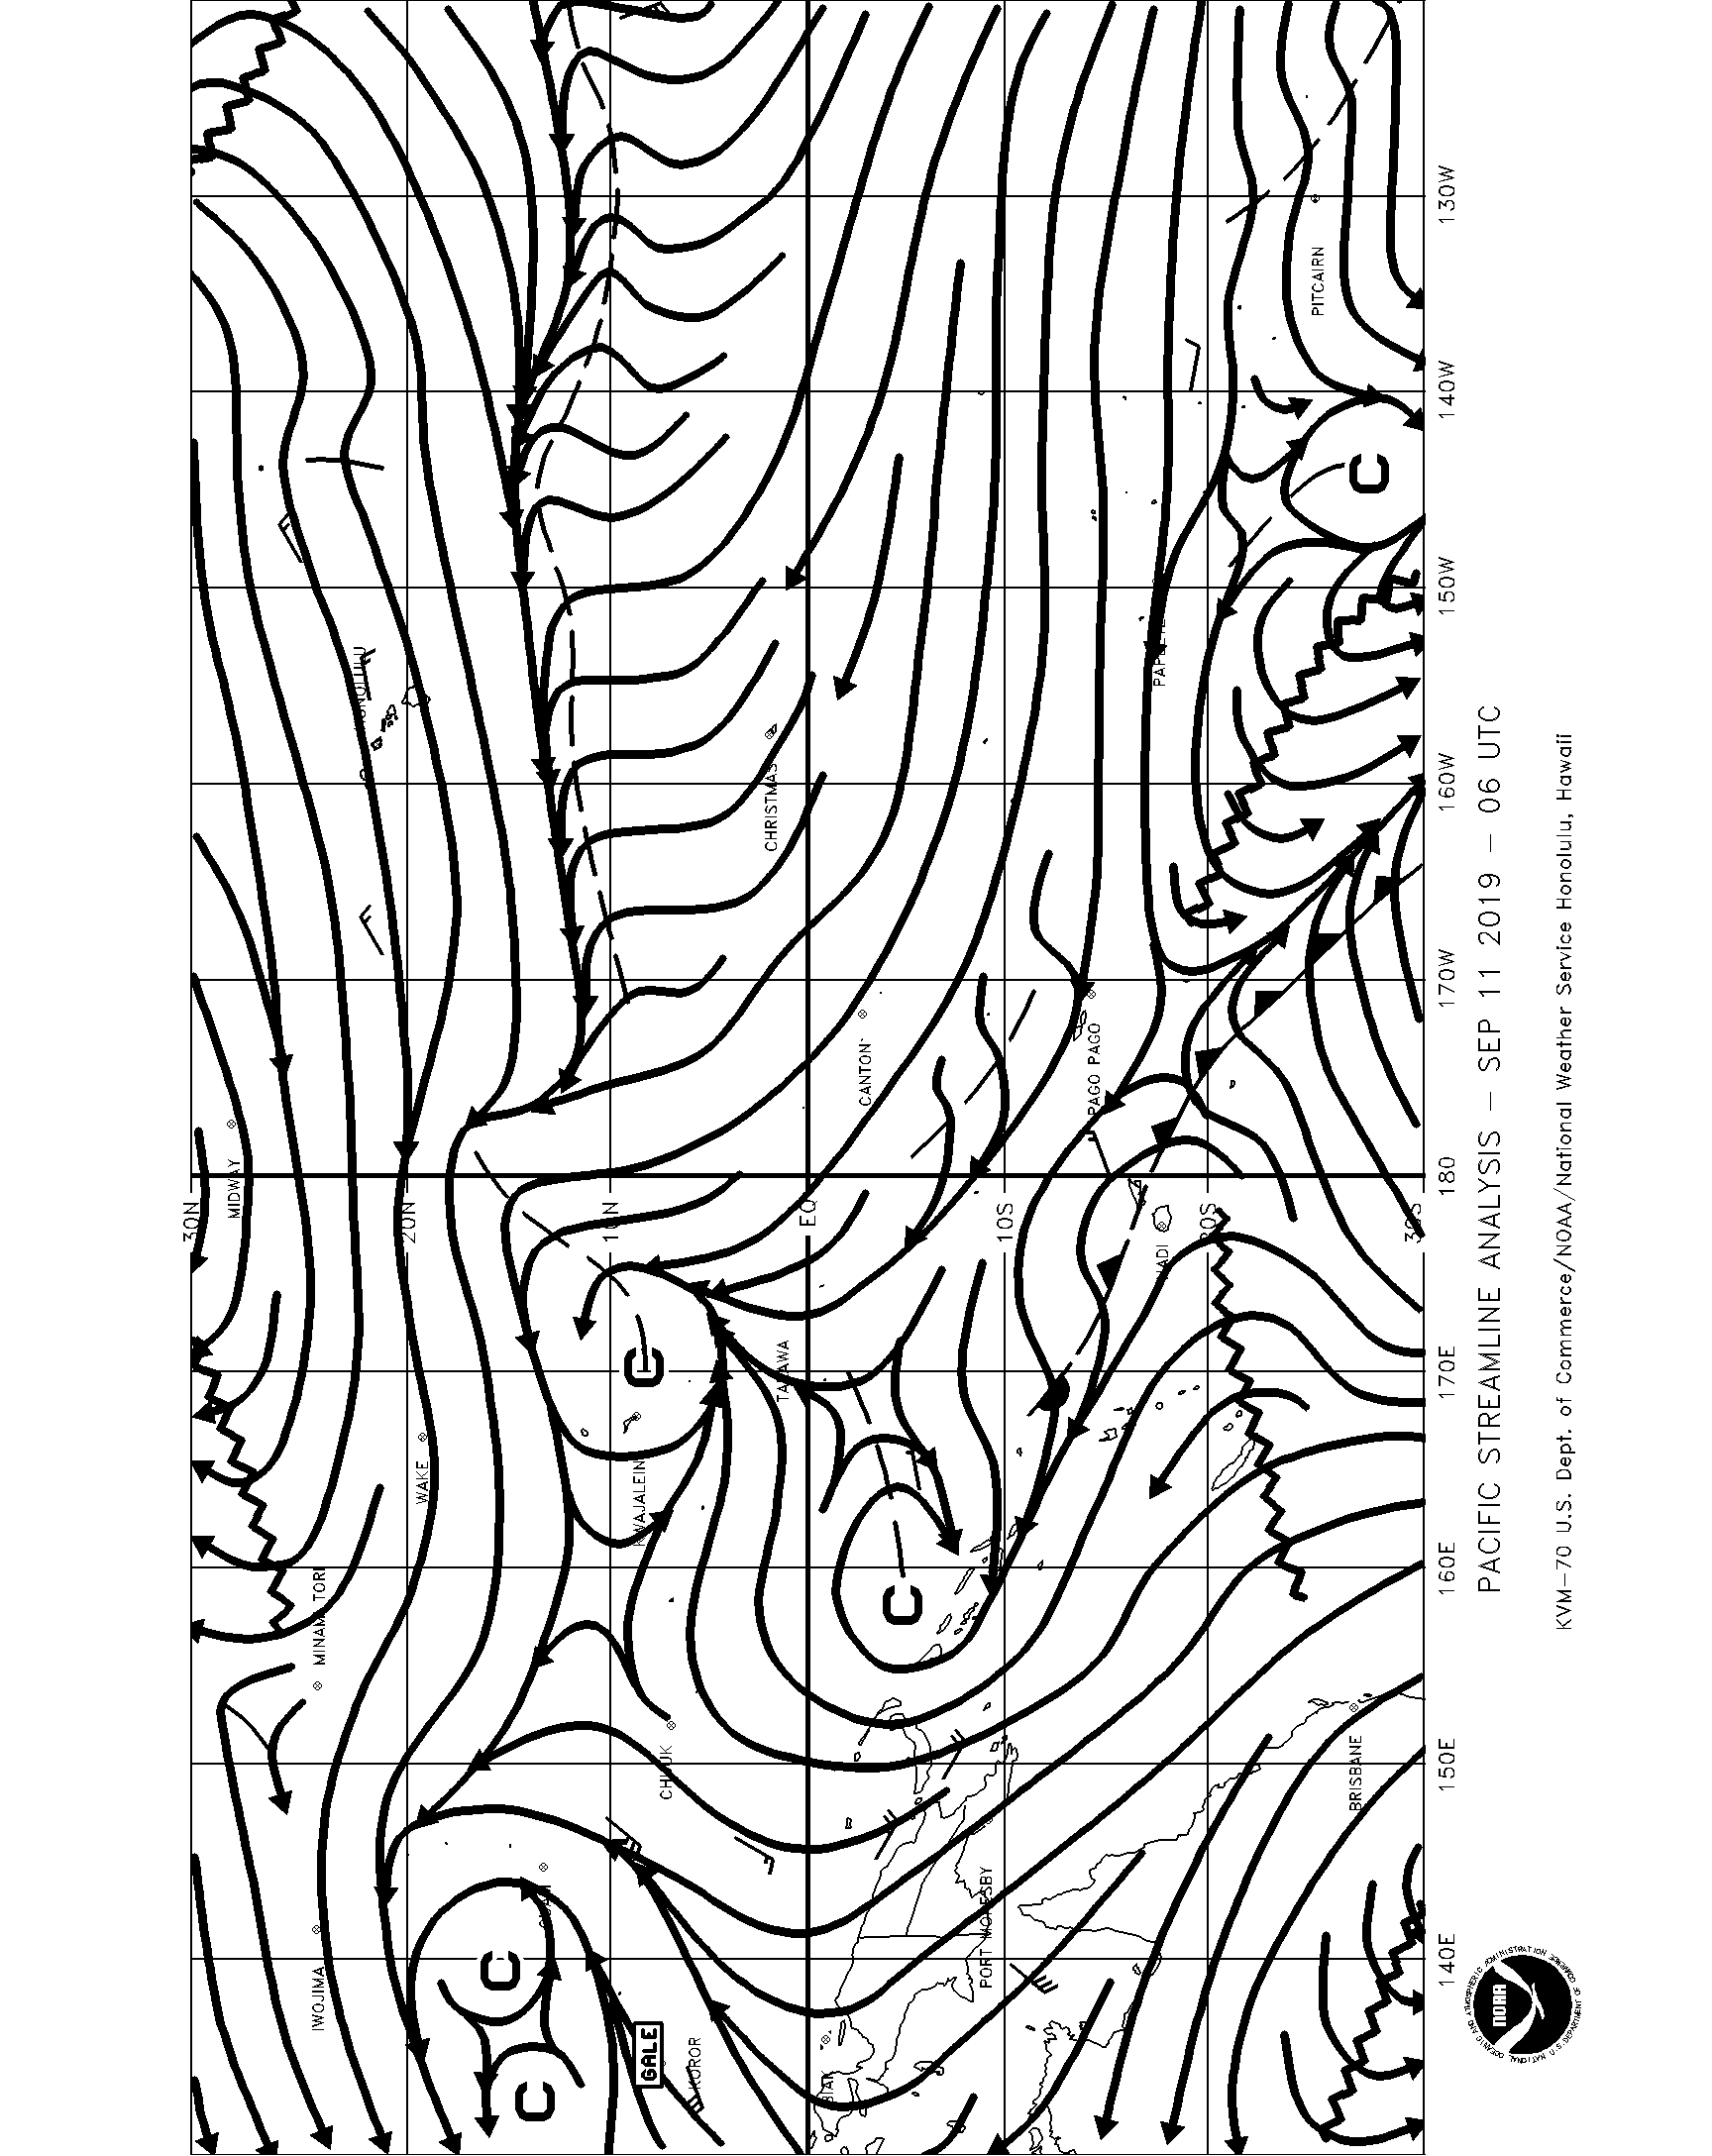 30N
20N
10N
EQ
10S
20S
30S
130W
140W
150W
160W
170W
180
170E
160E
150E
140E
PITCAIRN
HONOLULU
CHRISTMAS
CANTON
PAGO PAGO
MIDWAY
NADI
TARAWA
WAKE
KWAJALEIN
MINAMI TORI
CHUUK
BRISBANE
GUAM
PORT MORESBY
IWOJIMA
KOROR
BIAK
GALE
C
C
C
C
C
PACIFIC STREAMLINE ANALYSIS – SEP 11 2019 – 06 UTC
KVM–70 U.S. Dept. of Commerce/NOAA/National Weather Service Honolulu, Hawaii
NOAA
NATIONAL OCEANIC AND ATMOSPHERIC ADMINISTRATION
U.S. DEPARTMENT OF COMMERCE